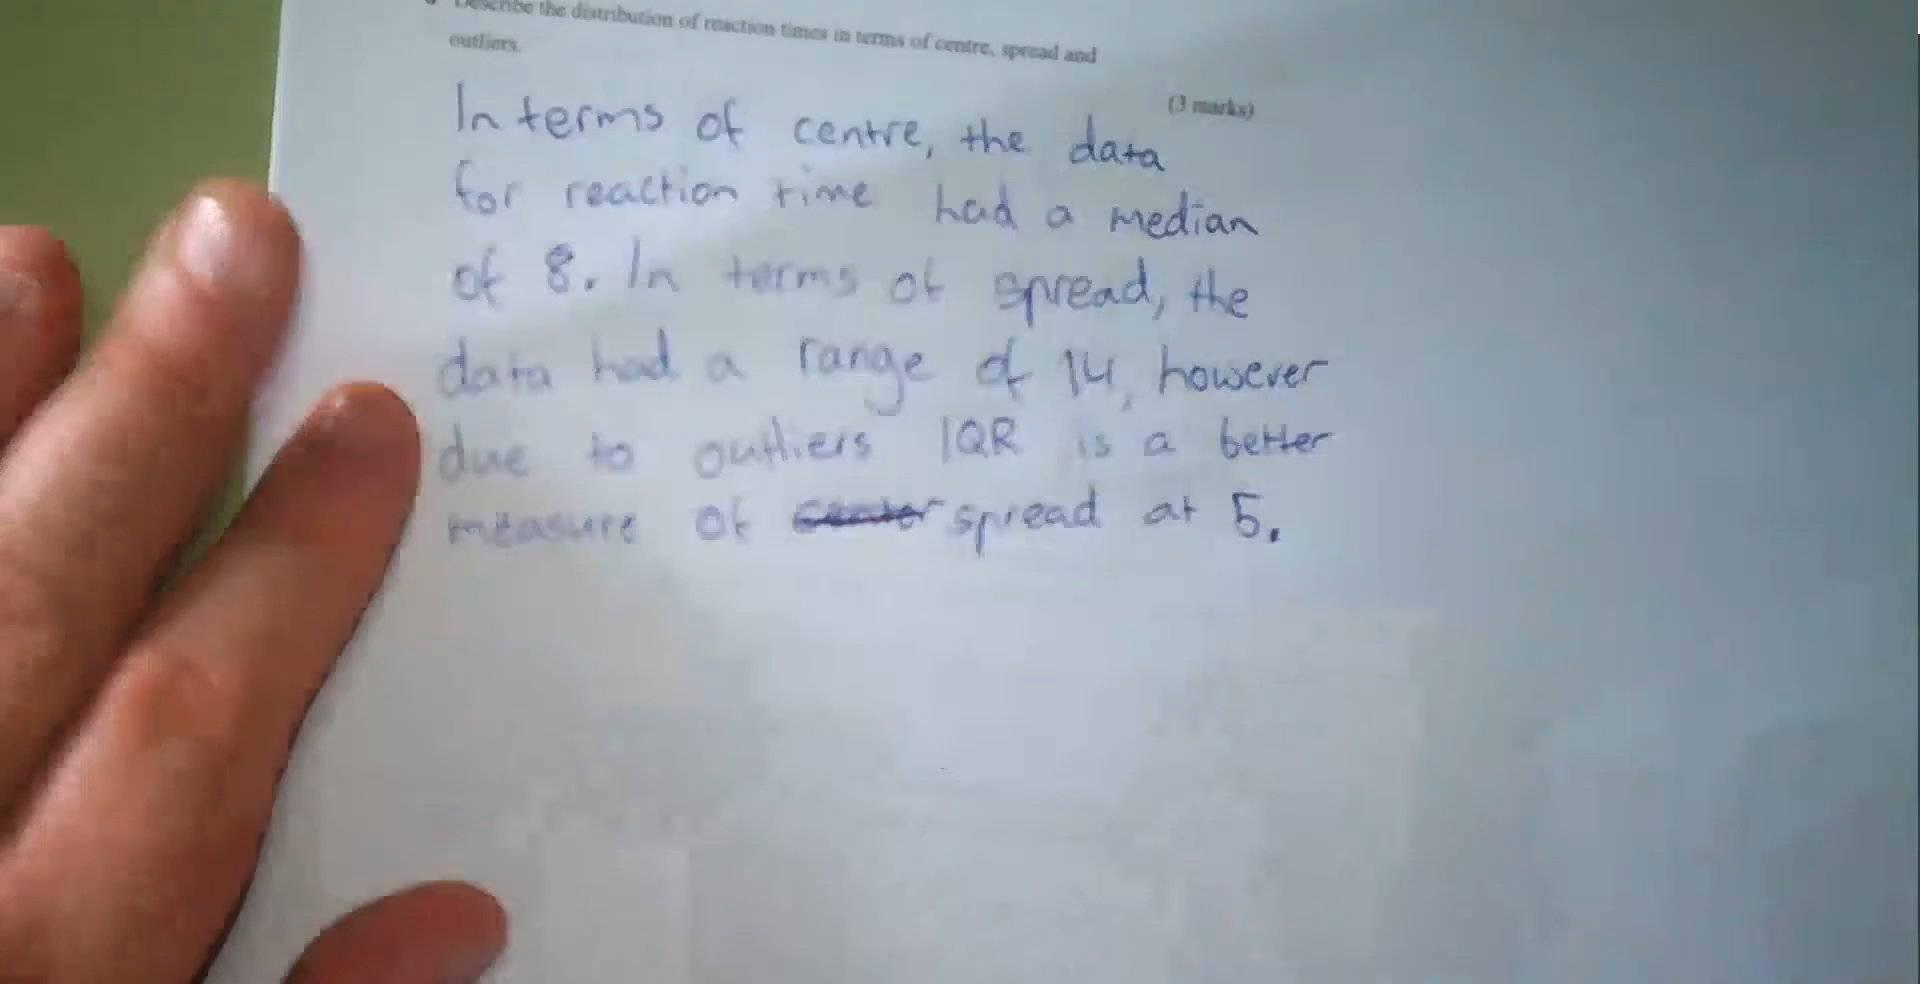 Describe the distribution of reaction times in terms of centre, spread and
outliers.
(3 marks)
In terms of centre, the data
for reaction time had a median
of 8. In terms of spread, the
data had a range of 14, however
due to outliers IQR is a better
measure of center spread at 5.